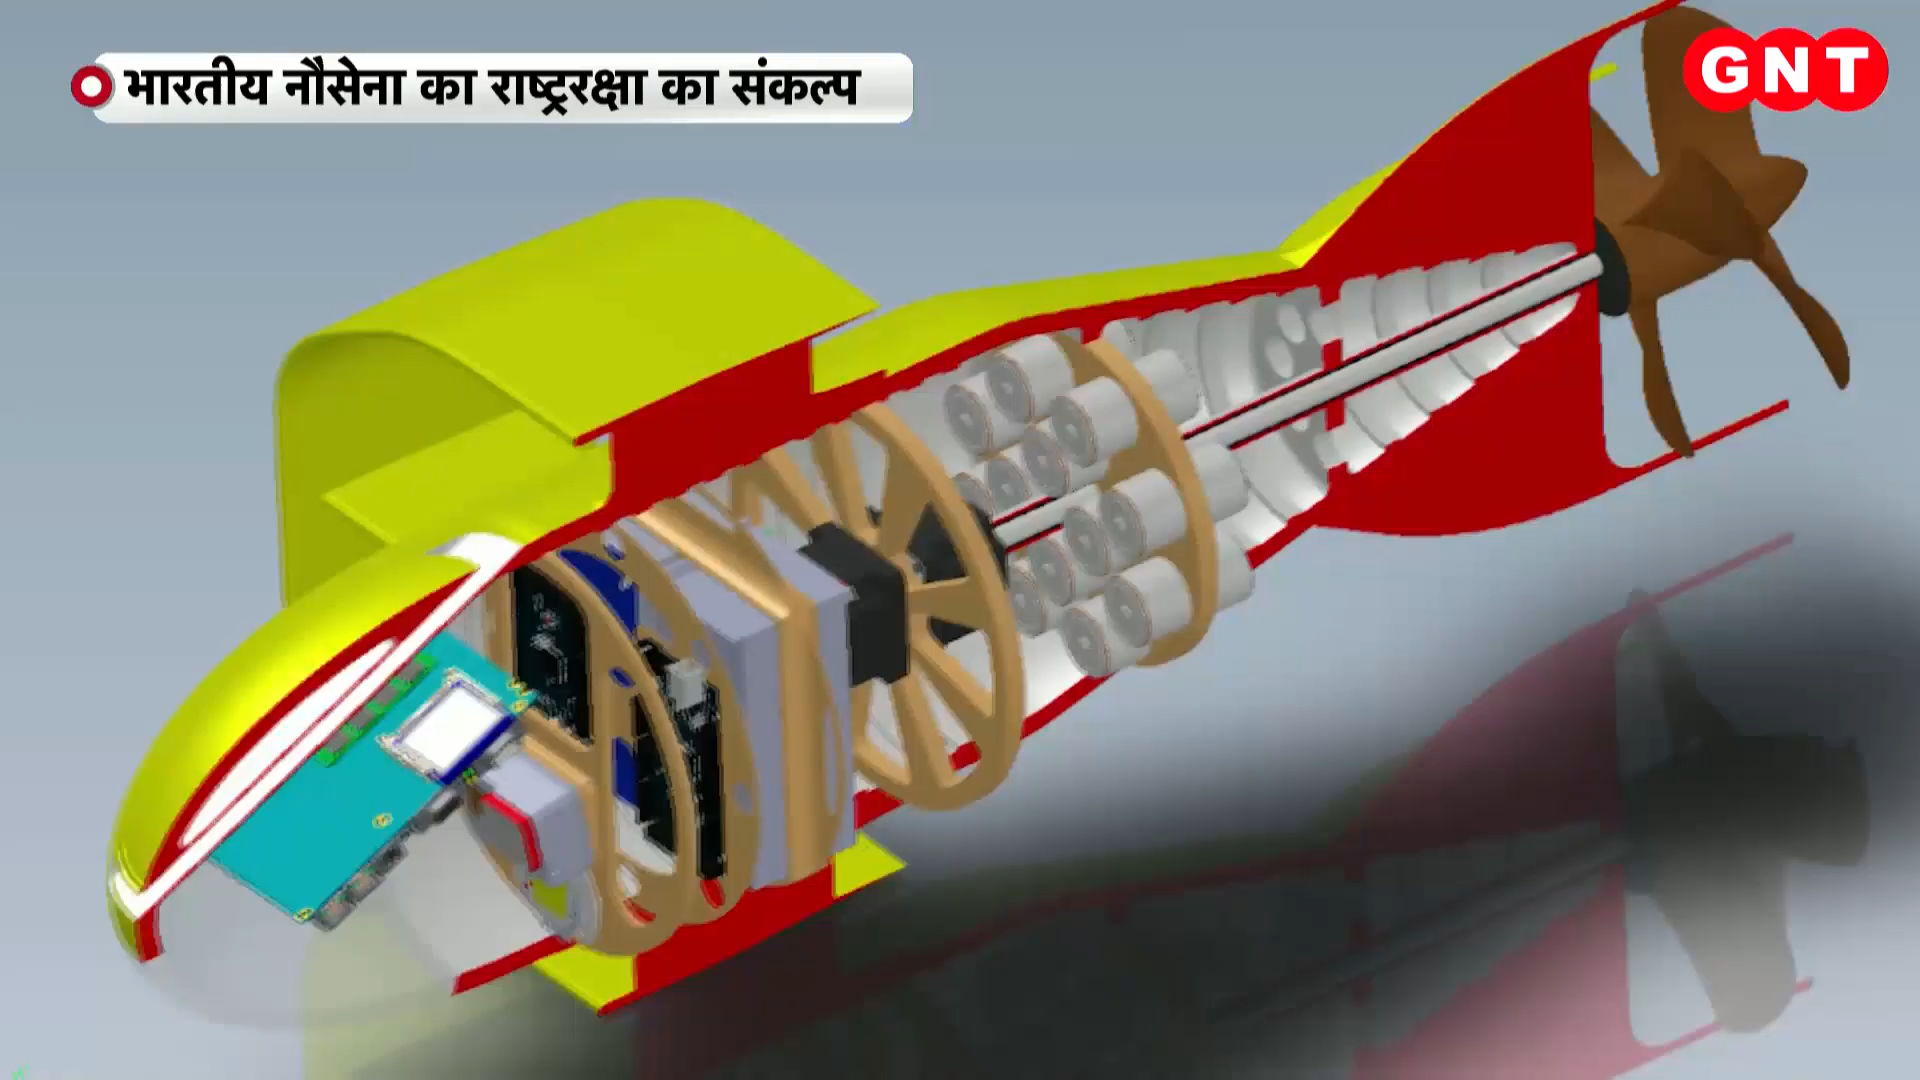 भारतीय नौसेना का राष्ट्ररक्षा का संकल्प
GNT